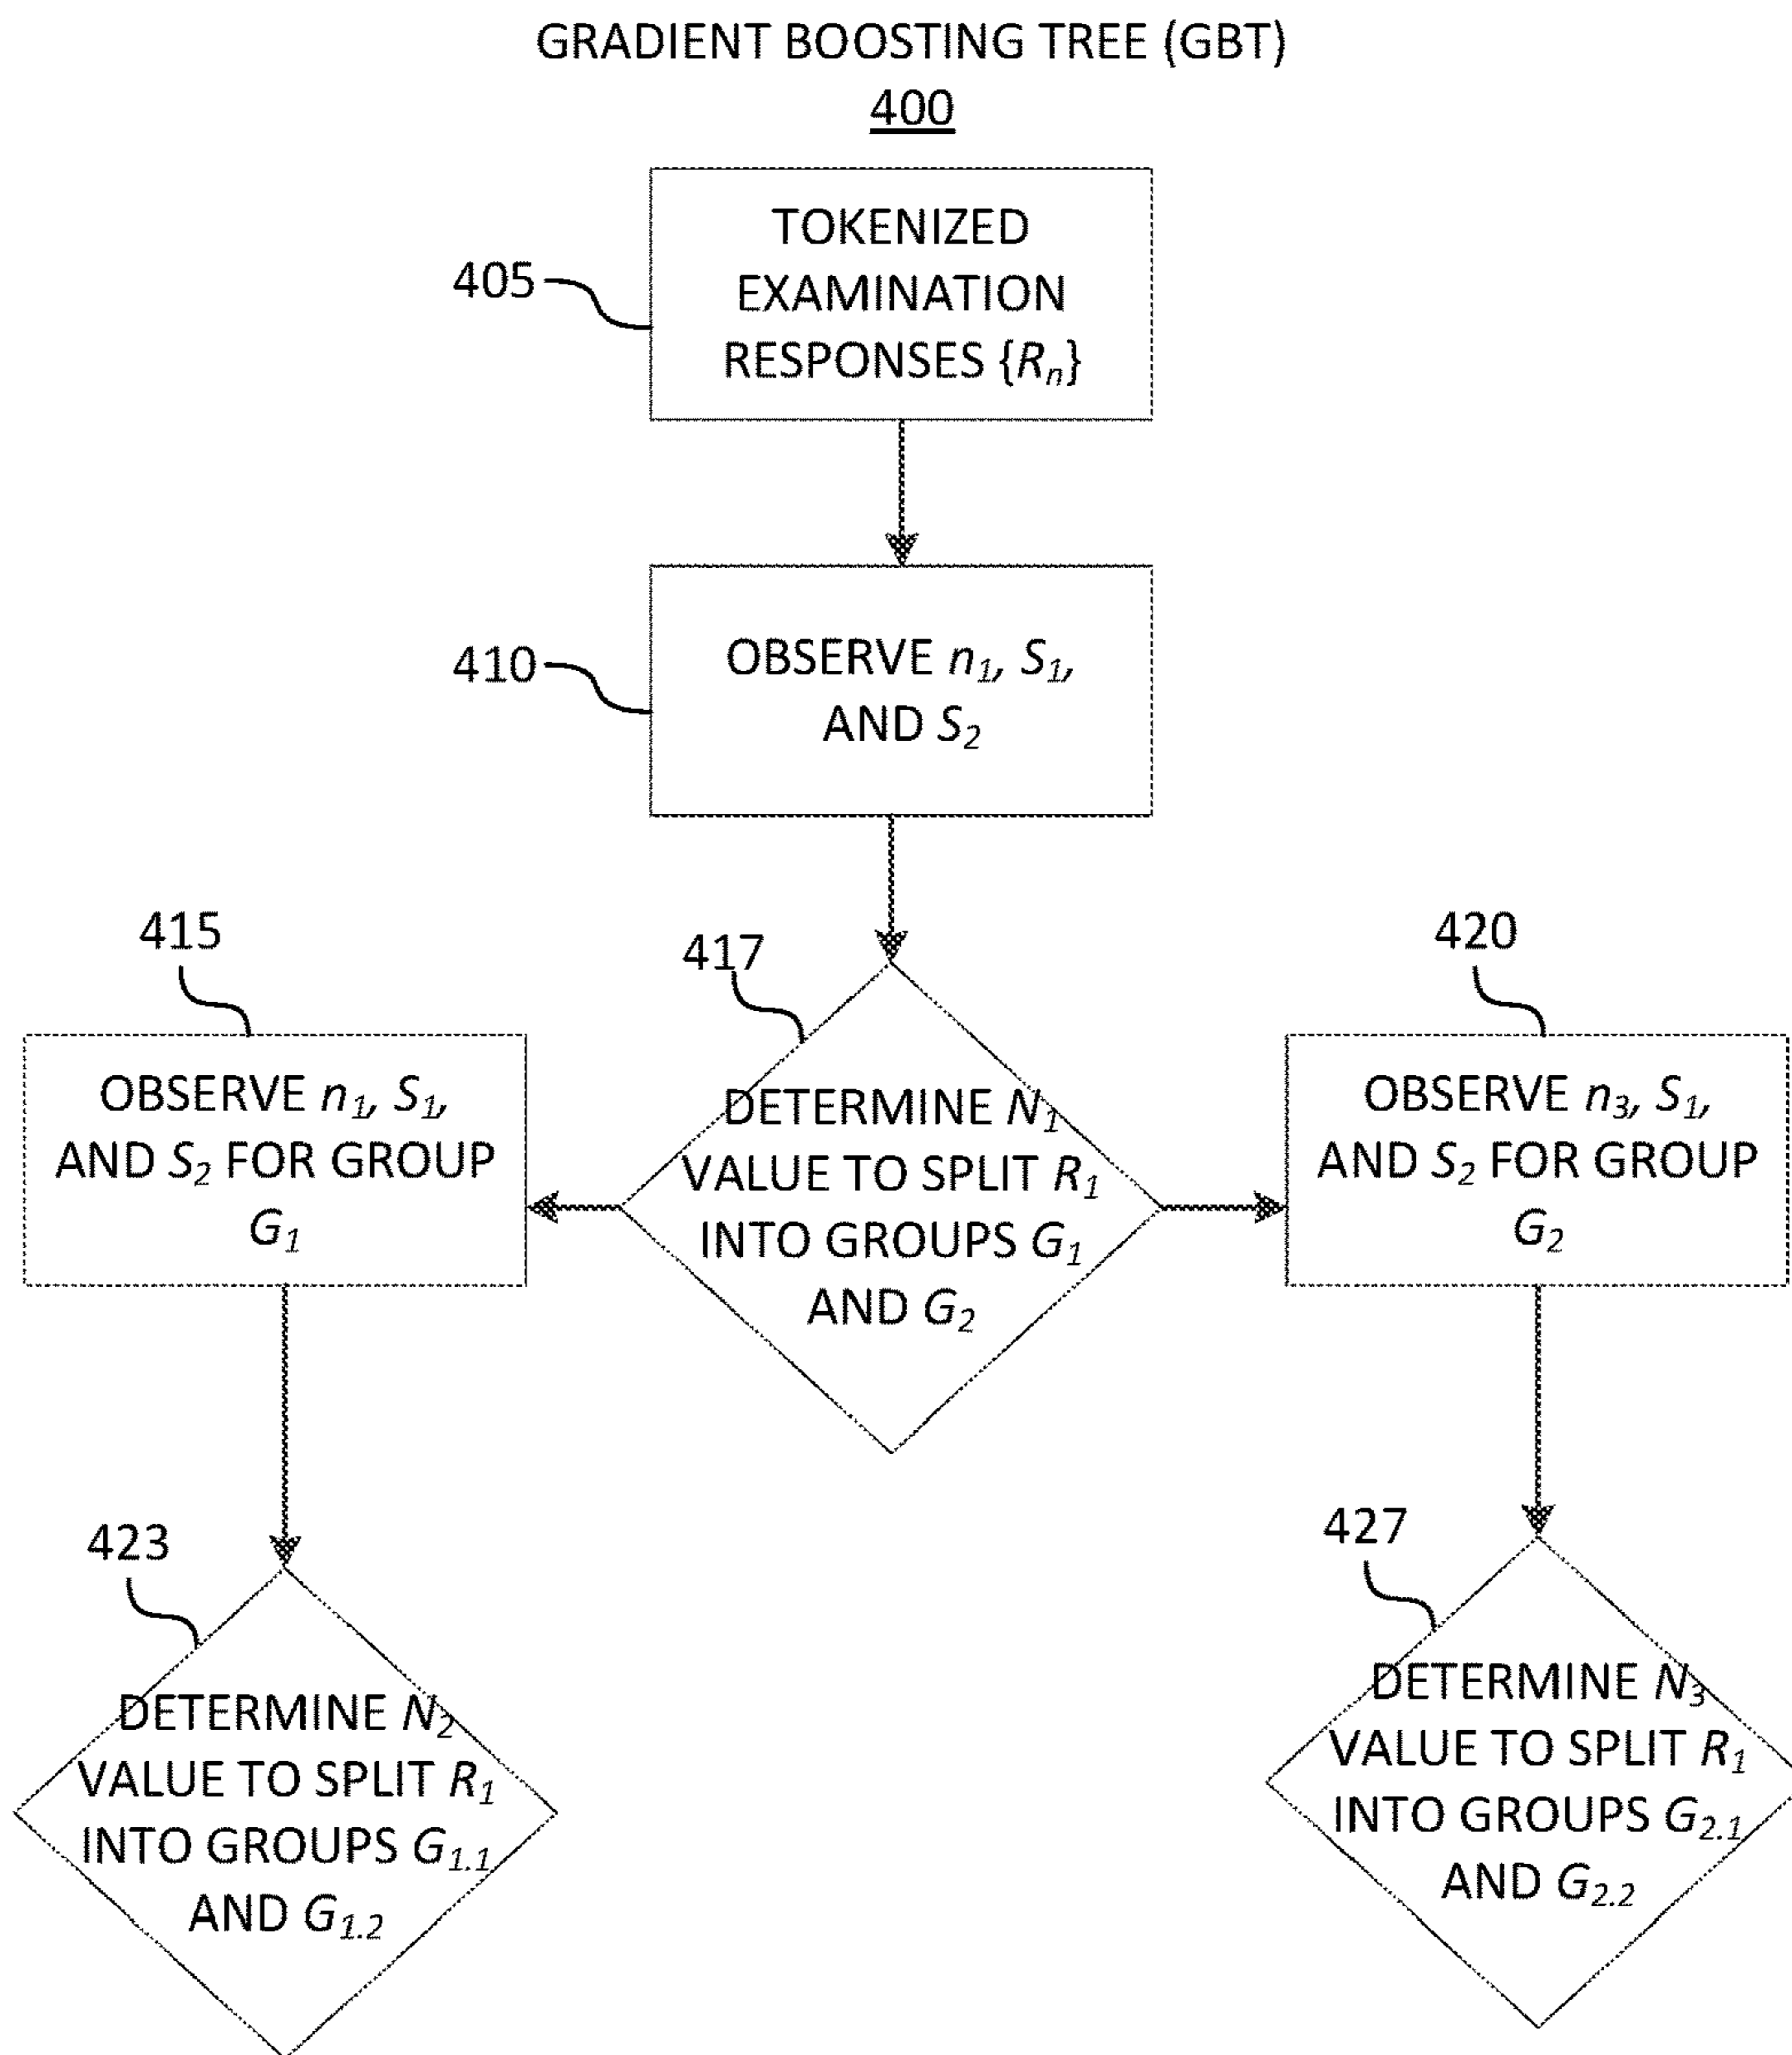 GRADIENT BOOSTING TREE (GBT)
400
405
TOKENIZED
EXAMINATION
RESPONSES {Rₙ}
410
OBSERVE n₁, S₁,
AND S₂
415
OBSERVE n₁, S₁,
AND S₂ FOR GROUP
G₁
417
DETERMINE N₁
VALUE TO SPLIT R₁
INTO GROUPS G₁
AND G₂
420
OBSERVE n₃, S₁,
AND S₂ FOR GROUP
G₂
423
DETERMINE N₂
VALUE TO SPLIT R₁
INTO GROUPS G₁.₁
AND G₁.₂
427
DETERMINE N₃
VALUE TO SPLIT R₁
INTO GROUPS G₂.₁
AND G₂.₂